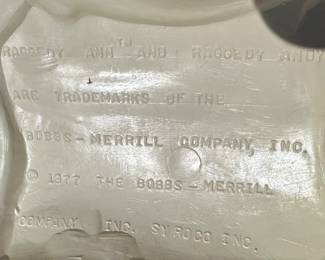 RAGGEDY ANN™ AND RAGGEDY ANDY
ARE TRADEMARKS OF THE
BOBBS-MERRILL COMPANY, INC.
© 1977 THE BOBBS-MERRILL
COMPANY, INC. SYROCO INC.